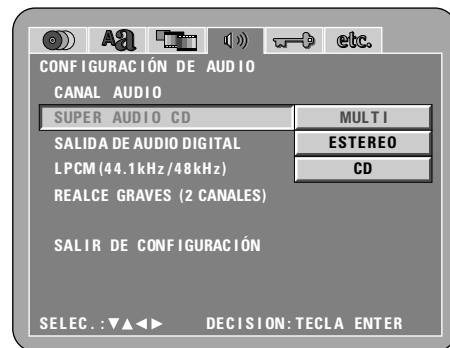 Aa etc.
CONFIGURACIÓN DE AUDIO
CANAL AUDIO
SUPER AUDIO CD MULTI
SALIDA DE AUDIO DIGITAL ESTEREO
LPCM (44.1kHz/48kHz) CD
REALCE GRAVES (2 CANALES)
SALIR DE CONFIGURACIÓN
SELEC.:▼▲◀▶ DECISION:TECLA ENTER